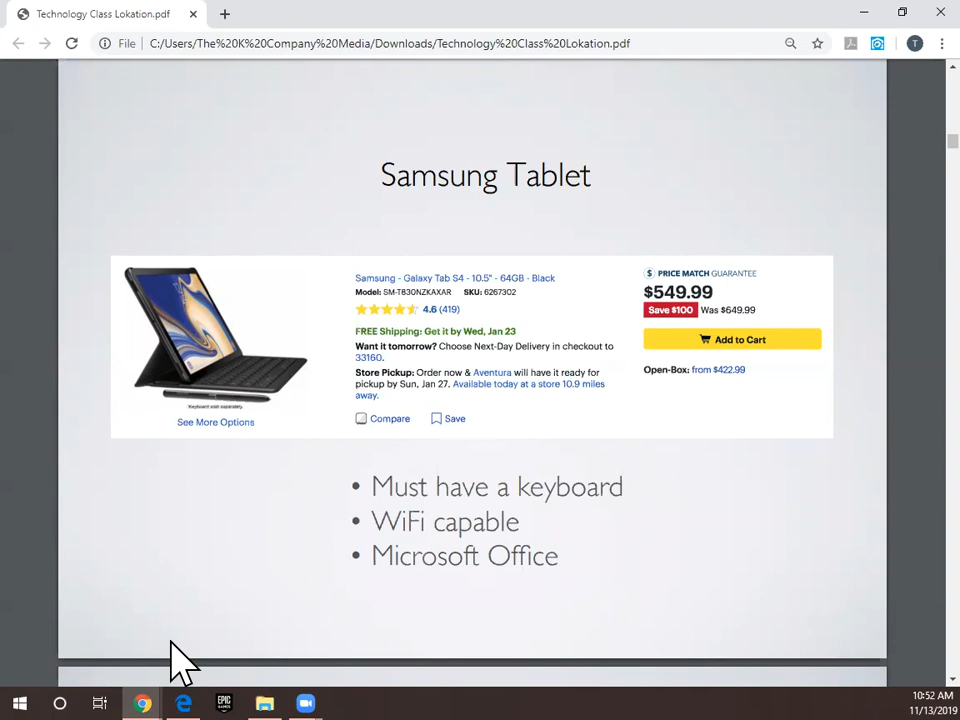 Technology Class Lokation.pdf
File C:/Users/The%20K%20Company%20Media/Downloads/Technology%20Class%20Lokation.pdf
T
Samsung Tablet
Keyboard sold separately.
See More Options
Samsung - Galaxy Tab S4 - 10.5" - 64GB - Black
Model: SM-T830NZKAXAR SKU: 6267302
4.6 (419)
FREE Shipping: Get it by Wed, Jan 23
Want it tomorrow? Choose Next-Day Delivery in checkout to
33160.
Store Pickup: Order now & Aventura will have it ready for
pickup by Sun, Jan 27. Available today at a store 10.9 miles
away.
Compare Save
$ PRICE MATCH GUARANTEE
$549.99
Save $100 Was $649.99
Add to Cart
Open-Box: from $422.99
• Must have a keyboard
• WiFi capable
• Microsoft Office
EPIC
GAMES
10:52 AM
11/13/2019